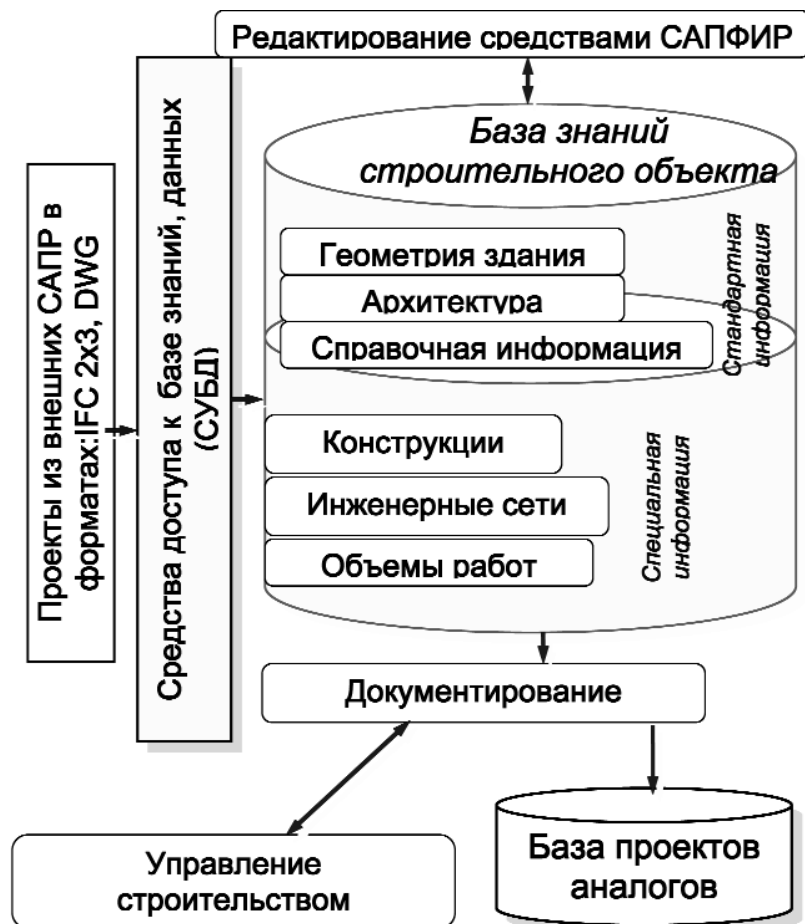 Редактирование средствами САПФИР
База знаний
строительного объекта
Геометрия здания
Архитектура
Справочная информация
Стандартная
информация
Конструкции
Инженерные сети
Объемы работ
Специальная
информация
Проекты из внешних САПР в
форматах:IFC 2x3, DWG
Средства доступа к базе знаний, данных
(СУБД)
Документирование
Управление
строительством
База проектов
аналогов